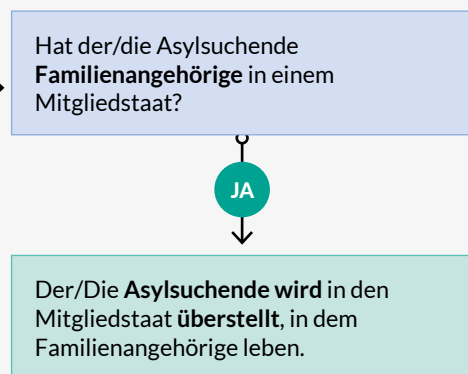 Hat der/die Asylsuchende
Familienangehörige in einem
Mitgliedstaat?
JA
Der/Die Asylsuchende wird in den
Mitgliedstaat überstellt, in dem
Familienangehörige leben.